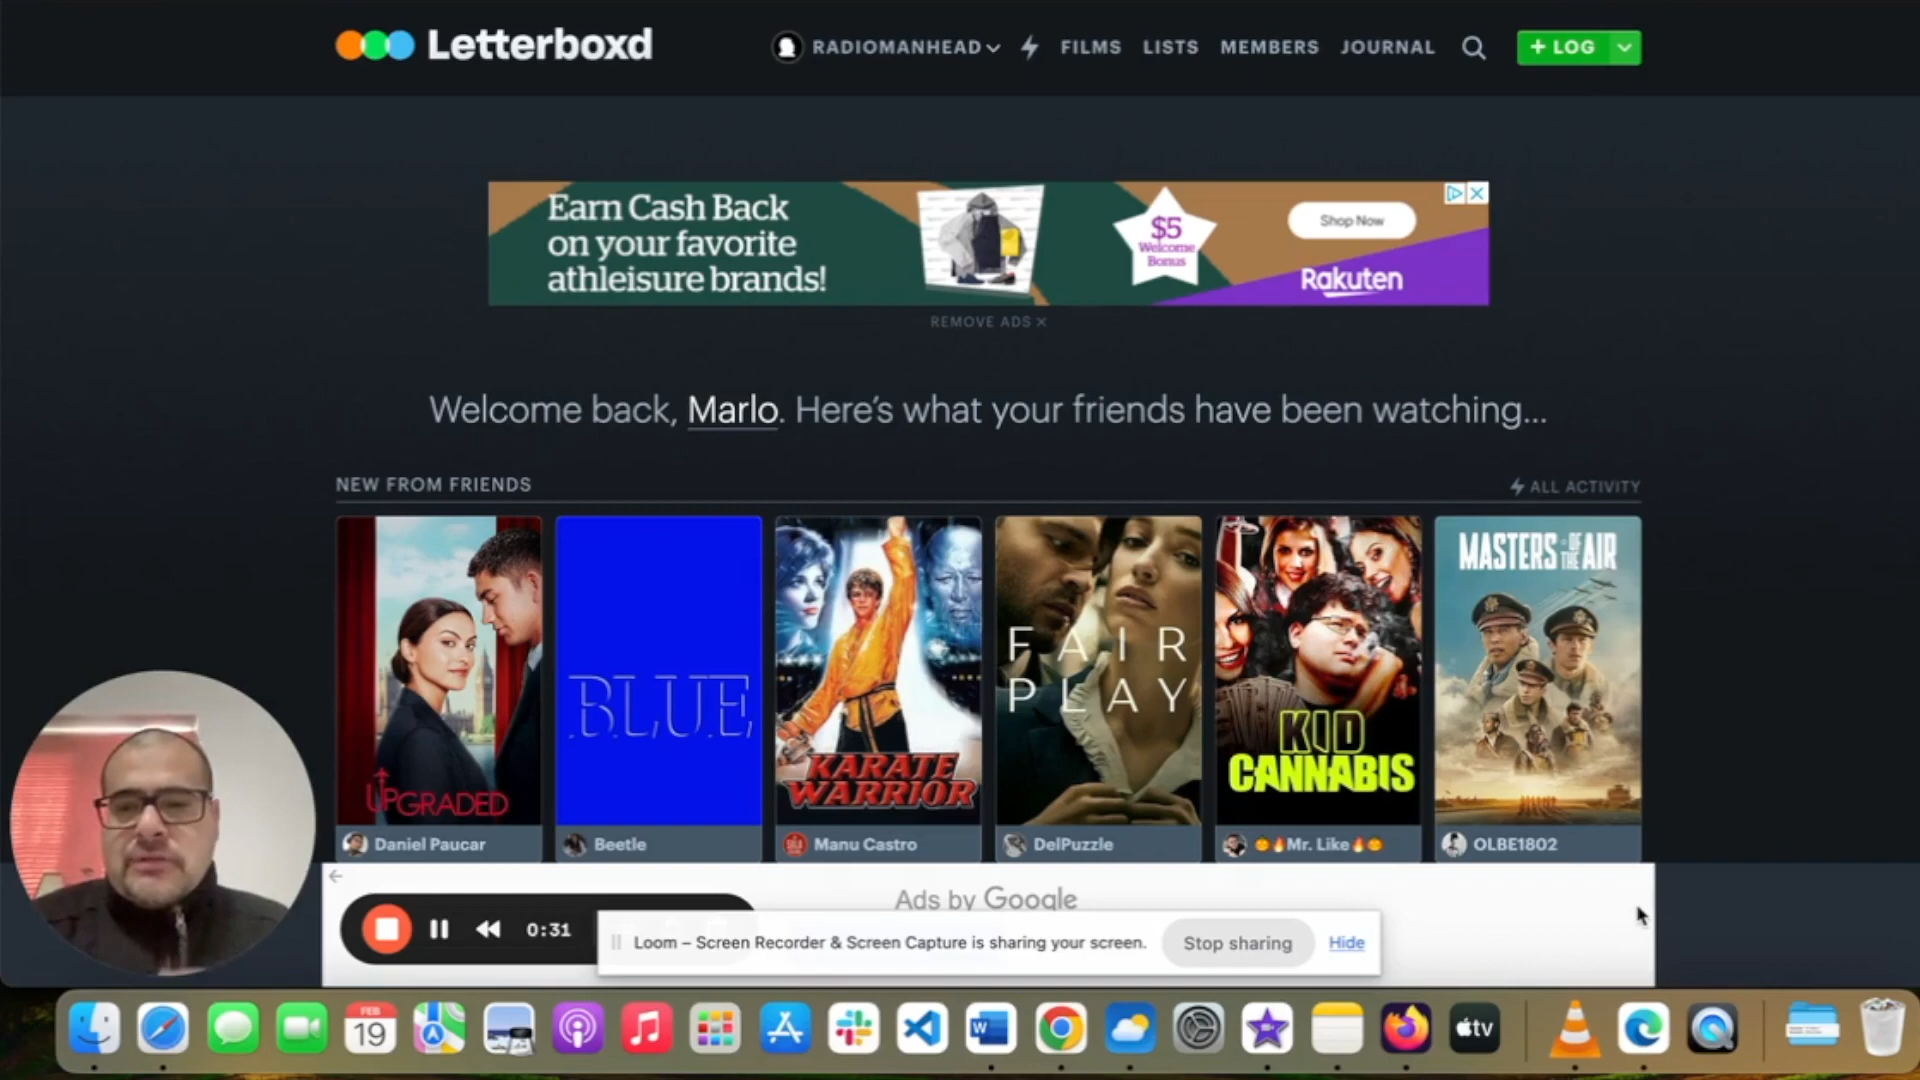 Letterboxd
RADIOMANHEAD
FILMS
LISTS
MEMBERS
JOURNAL
+ LOG
Earn Cash Back
on your favorite
athleisure brands!
$5
Welcome
Bonus
Shop Now
Rakuten
REMOVE ADS ×
Welcome back, Marlo. Here's what your friends have been watching...
NEW FROM FRIENDS
ALL ACTIVITY
UPGRADED
BLUE
KARATE
WARRIOR
FAIR
PLAY
KID
CANNABIS
MASTERS OF THE AIR
Daniel Paucar
Beetle
Manu Castro
DelPuzzle
Mr. Like
OLBE1802
Ads by Google
0:31
Loom – Screen Recorder & Screen Capture is sharing your screen.
Stop sharing
Hide
FEB
19
W
tv